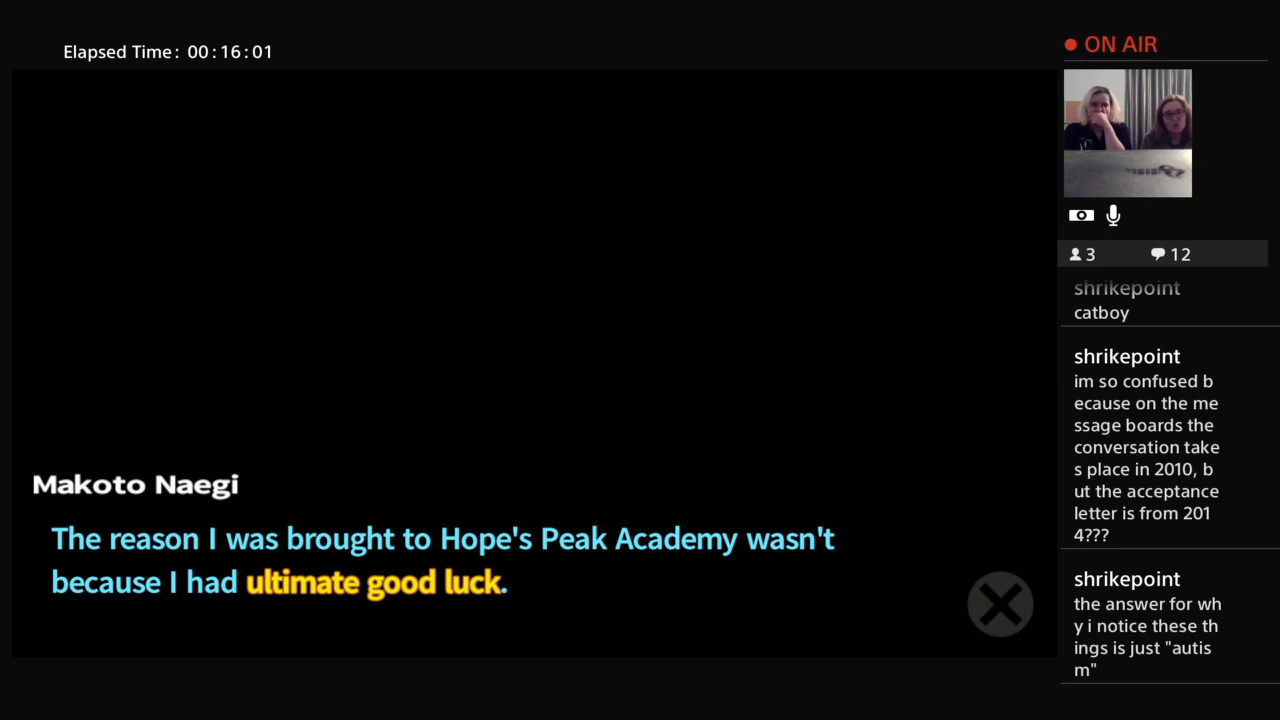 Elapsed Time: 00:16:01
ON AIR
3 12
shrikepoint
catboy
shrikepoint
im so confused b
ecause on the me
ssage boards the
conversation take
s place in 2010, b
ut the acceptance
letter is from 201
4???
shrikepoint
the answer for wh
y i notice these th
ings is just "autis
m"
Makoto Naegi
The reason I was brought to Hope's Peak Academy wasn't
because I had ultimate good luck.